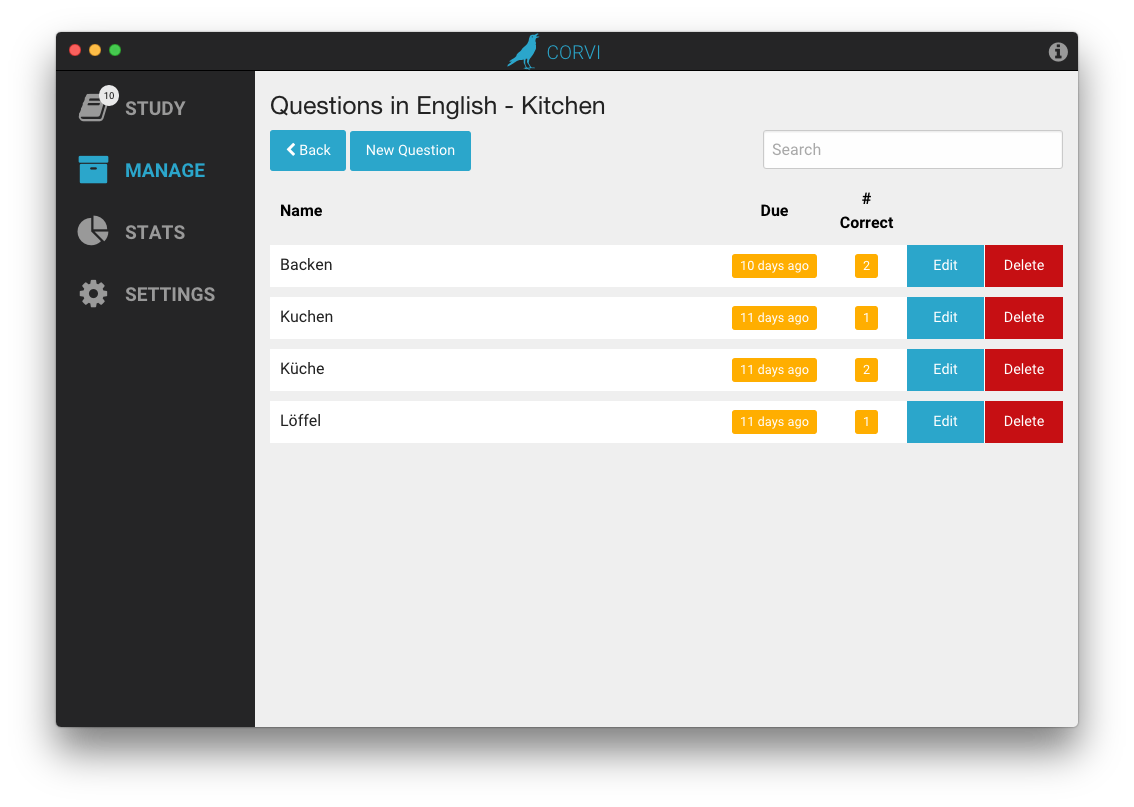 CORVI
10
STUDY
MANAGE
STATS
SETTINGS
Questions in English - Kitchen
Back New Question Search
Name Due # Correct
Backen 10 days ago 2 Edit Delete
Kuchen 11 days ago 1 Edit Delete
Küche 11 days ago 2 Edit Delete
Löffel 11 days ago 1 Edit Delete